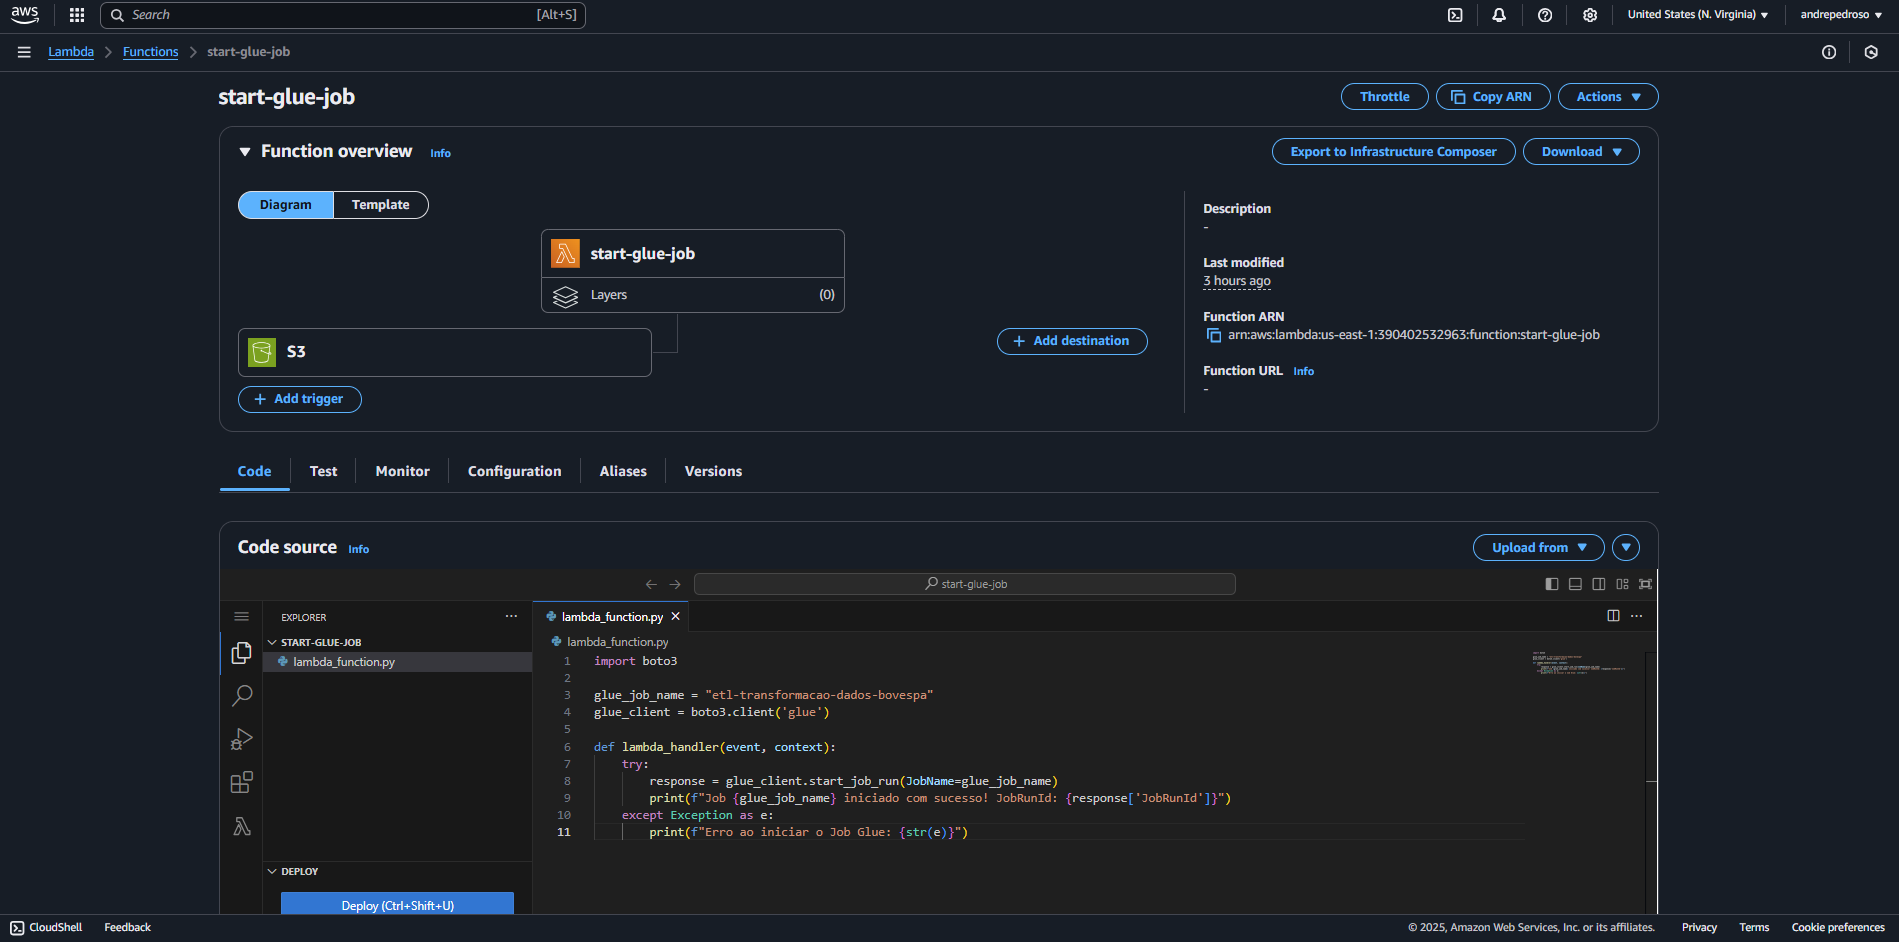 aws
Search [Alt+S]
United States (N. Virginia)
andrepedroso
Lambda
Functions
start-glue-job
start-glue-job
Throttle
Copy ARN
Actions
Function overview
Info
Export to Infrastructure Composer
Download
Diagram
Template
start-glue-job
Layers
(0)
S3
Add trigger
Add destination
Description
-
Last modified
3 hours ago
Function ARN
arn:aws:lambda:us-east-1:390402532963:function:start-glue-job
Function URL Info
-
Code
Test
Monitor
Configuration
Aliases
Versions
Code source Info
Upload from
start-glue-job
EXPLORER
START-GLUE-JOB
lambda_function.py
DEPLOY
Deploy (Ctrl+Shift+U)
lambda_function.py
lambda_function.py
1 import boto3
2
3 glue_job_name = "etl-transformacao-dados-bovespa"
4 glue_client = boto3.client('glue')
5
6 def lambda_handler(event, context):
7     try:
8         response = glue_client.start_job_run(JobName=glue_job_name)
9         print(f"Job {glue_job_name} iniciado com sucesso! JobRunId: {response['JobRunId']}")
10     except Exception as e:
11         print(f"Erro ao iniciar o Job Glue: {str(e)}")
CloudShell
Feedback
© 2025, Amazon Web Services, Inc. or its affiliates.
Privacy
Terms
Cookie preferences